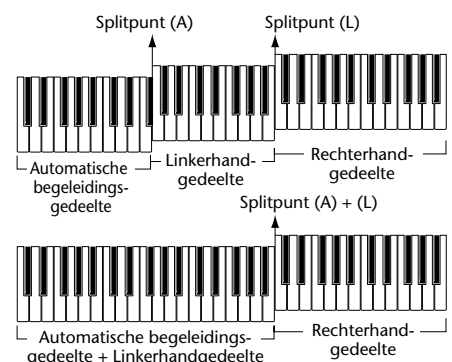 Splitpunt (A)
Splitpunt (L)
Automatische
begeleidings-
gedeelte
Linkerhand-
gedeelte
Rechterhand-
gedeelte
Splitpunt (A) + (L)
Automatische begeleidings-
gedeelte + Linkerhandgedeelte
Rechterhand-
gedeelte